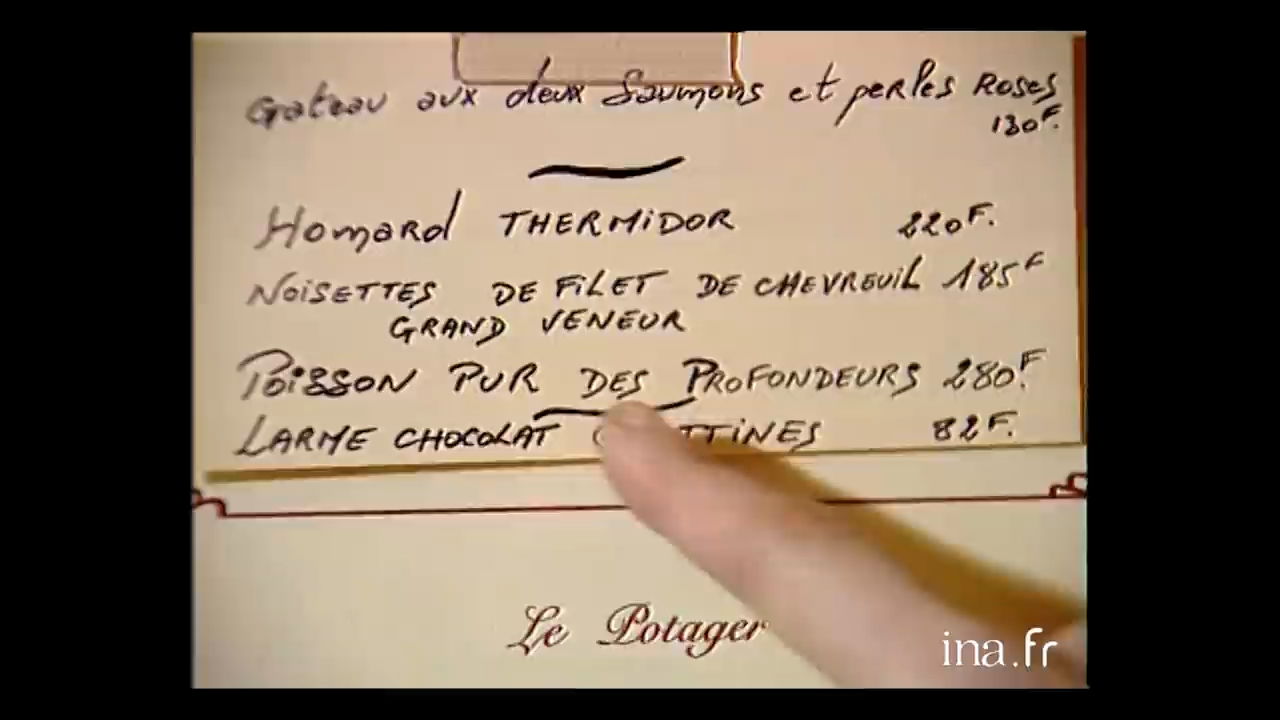 Gateau aux deux Saumons et perles Roses
130F.
Homard THERMiDOR 220F.
NOiSETTES DE FiLET DE CHEVREUiL 185F
GRAND VENEUR
POiSSON PUR DES PROFONDEURS 280F.
LARME CHOCOLAT 82F.
Le Potager
ina.fr